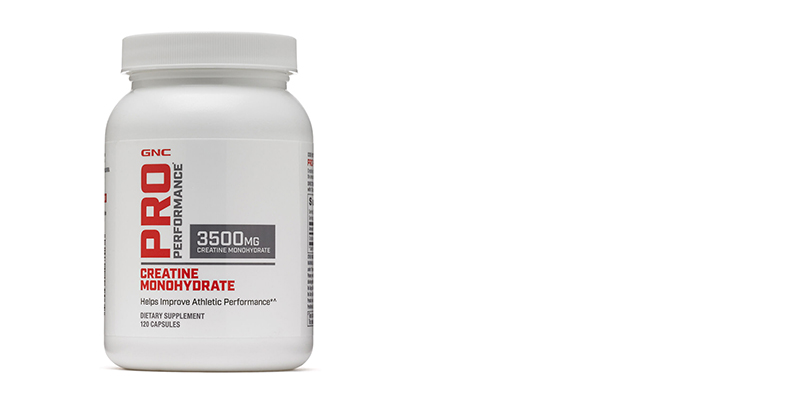 GNC
PRO
PERFORMANCE®
3500MG
CREATINE MONOHYDRATE
CREATINE
MONOHYDRATE
Helps Improve Athletic Performance*^
DIETARY SUPPLEMENT
120 CAPSULES